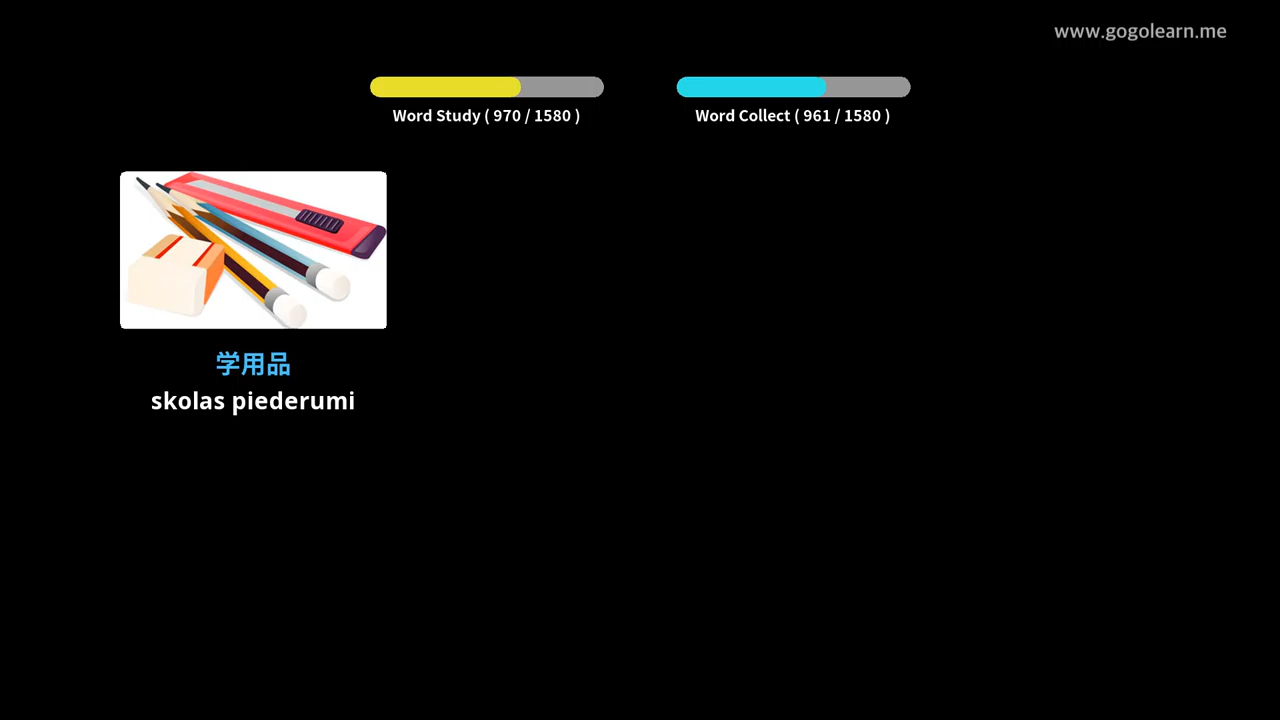 www.gogolearn.me
Word Study ( 970 / 1580 )
Word Collect ( 961 / 1580 )
学用品
skolas piederumi